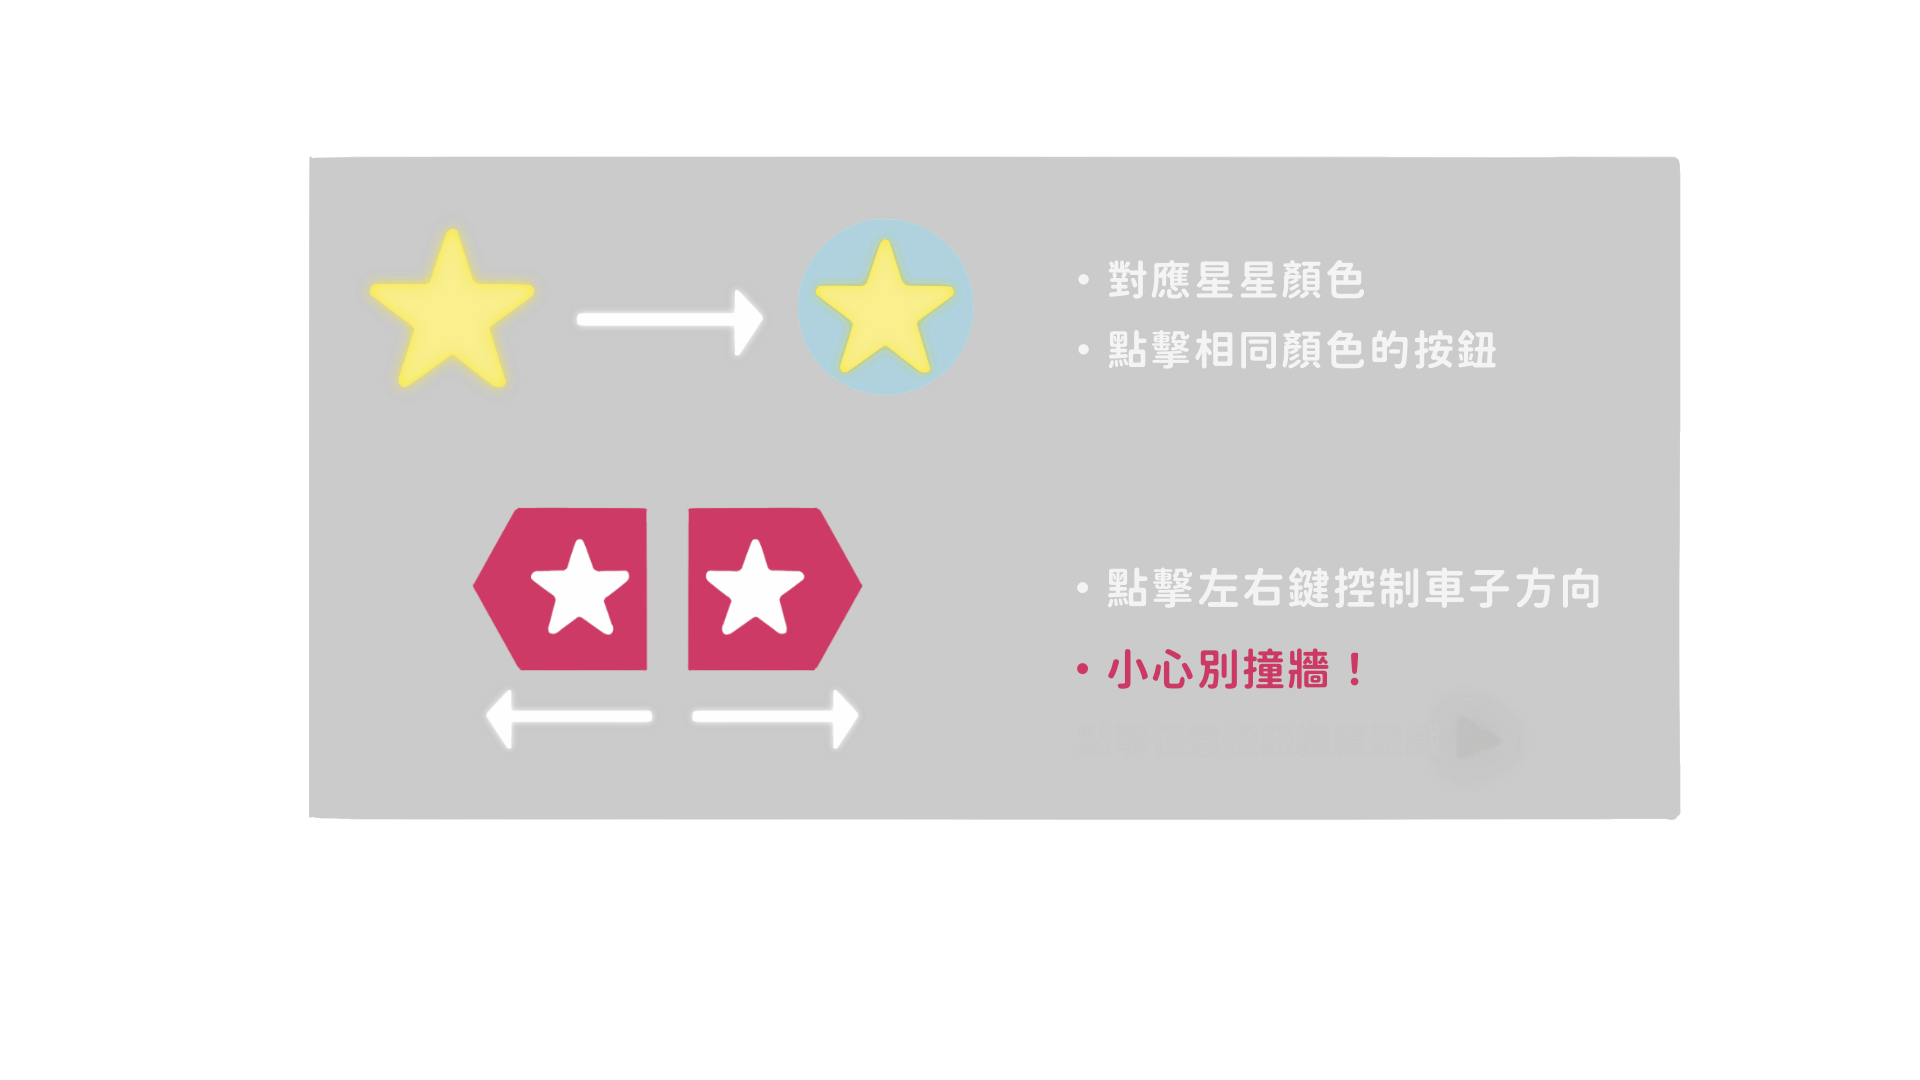 • 對應星星顏色
• 點擊相同顏色的按鈕
• 點擊左右鍵控制車子方向
• 小心別撞牆！